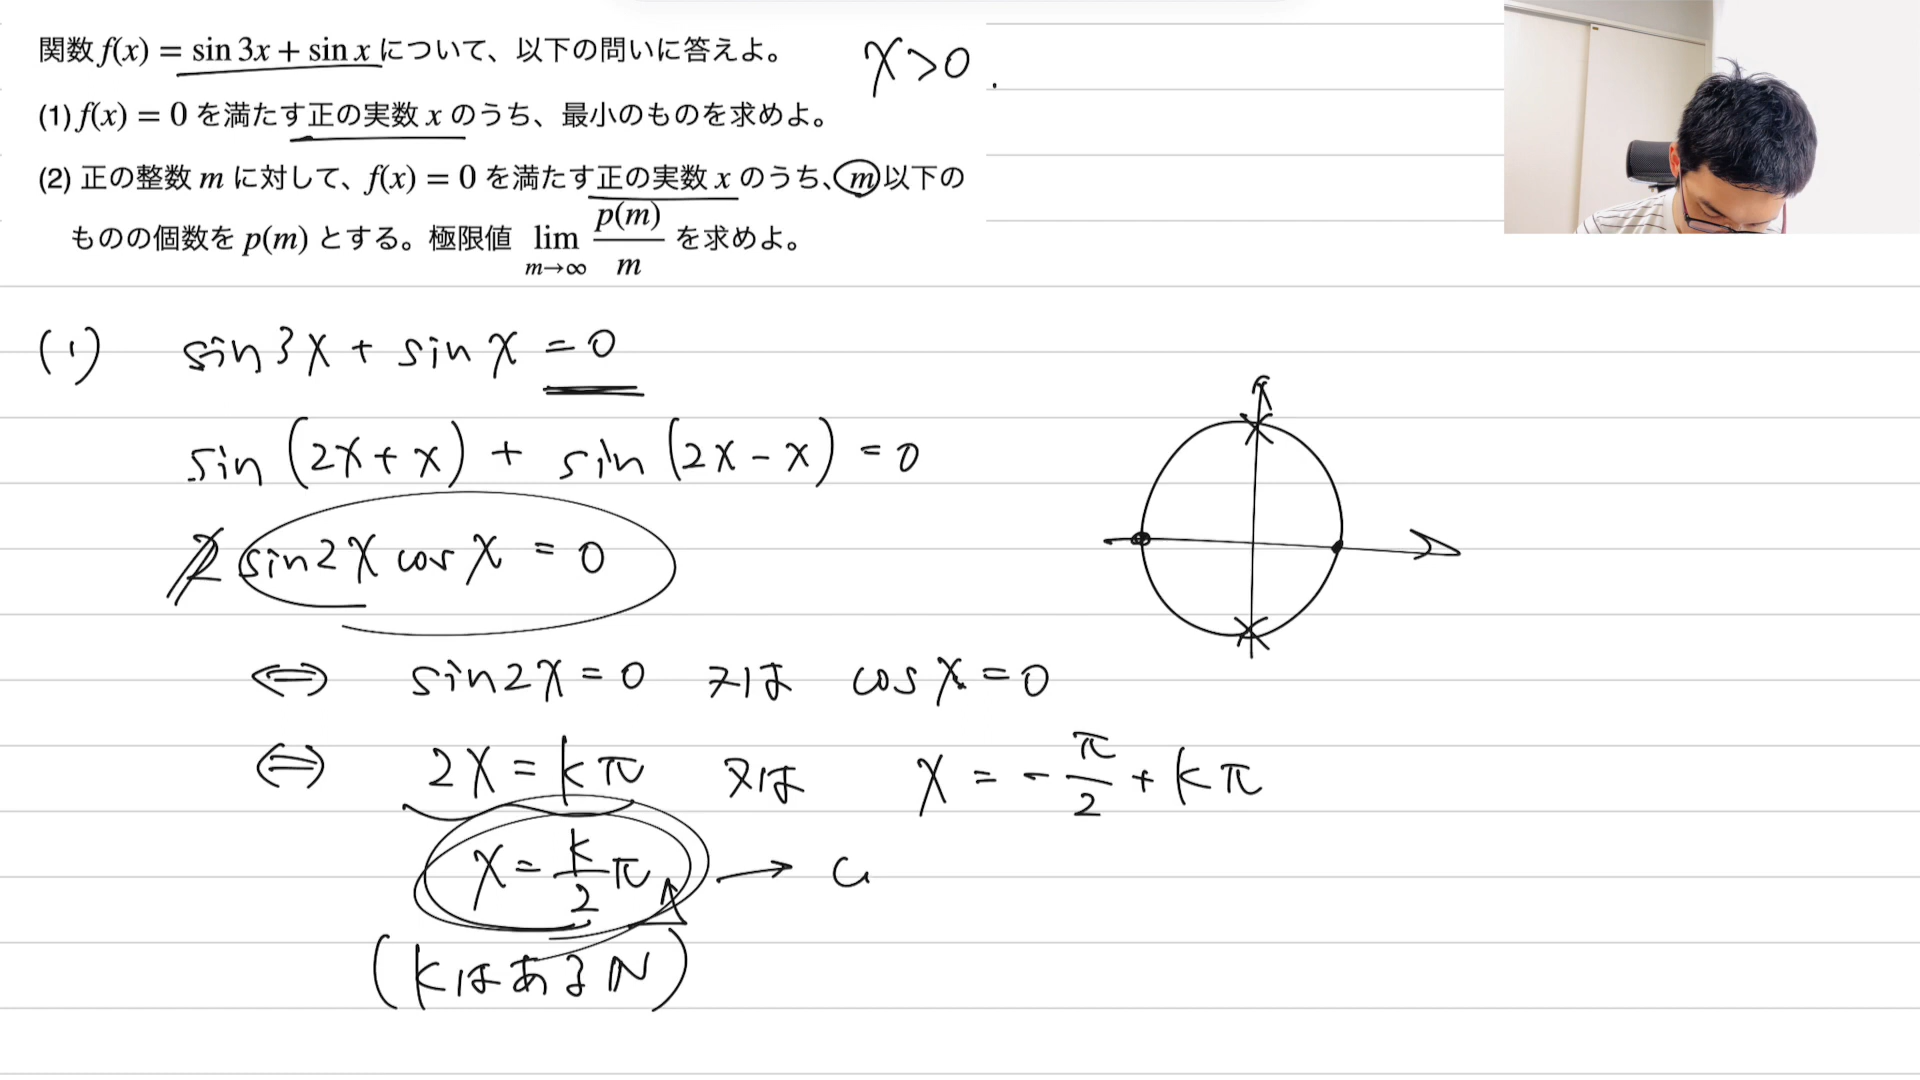 関数 f(x) = sin 3x + sin x について、以下の問いに答えよ。
x>0
(1) f(x) = 0 を満たす正の実数 x のうち、最小のものを求めよ。
(2) 正の整数 m に対して、f(x) = 0 を満たす正の実数 x のうち、m以下の
ものの個数を p(m) とする。極限値 lim_{m→∞} p(m)/m を求めよ。
(1) sin3x + sin x = 0
sin(2x+x) + sin(2x-x) = 0
2 sin2x cos x = 0
⇔ sin2x = 0 又は cos x = 0
⇔ 2x = kπ 又は x = -π/2 + kπ
x = k/2 π →
(kはあるN)